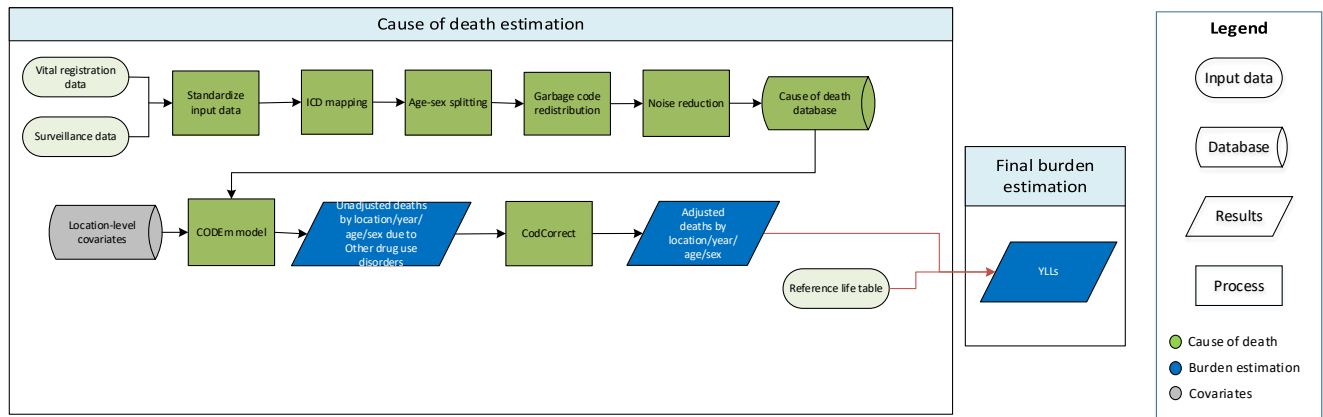 Cause of death estimation
Vital registration
data
Surveillance data
Standardize
input data
ICD mapping
Age-sex splitting
Garbage code
redistribution
Noise reduction
Cause of death
database
Location-level
covariates
CODEm model
Unadjusted deaths
by location/year/
age/sex due to
Other drug use
disorders
CodCorrect
Adjusted
deaths by
location/year/
age/sex
Reference life table
Final burden
estimation
YLLs
Legend
Input data
Database
Results
Process
Cause of death
Burden estimation
Covariates